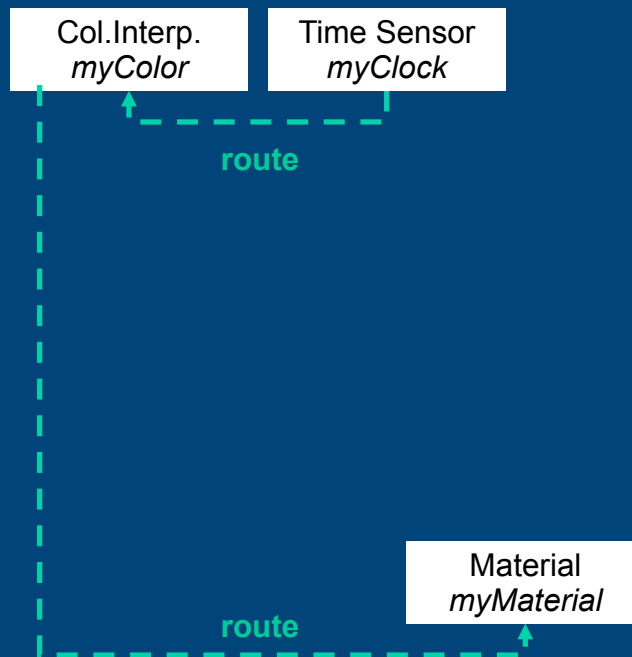 Col.Interp.
myColor
Time Sensor
myClock
route
Material
myMaterial
route